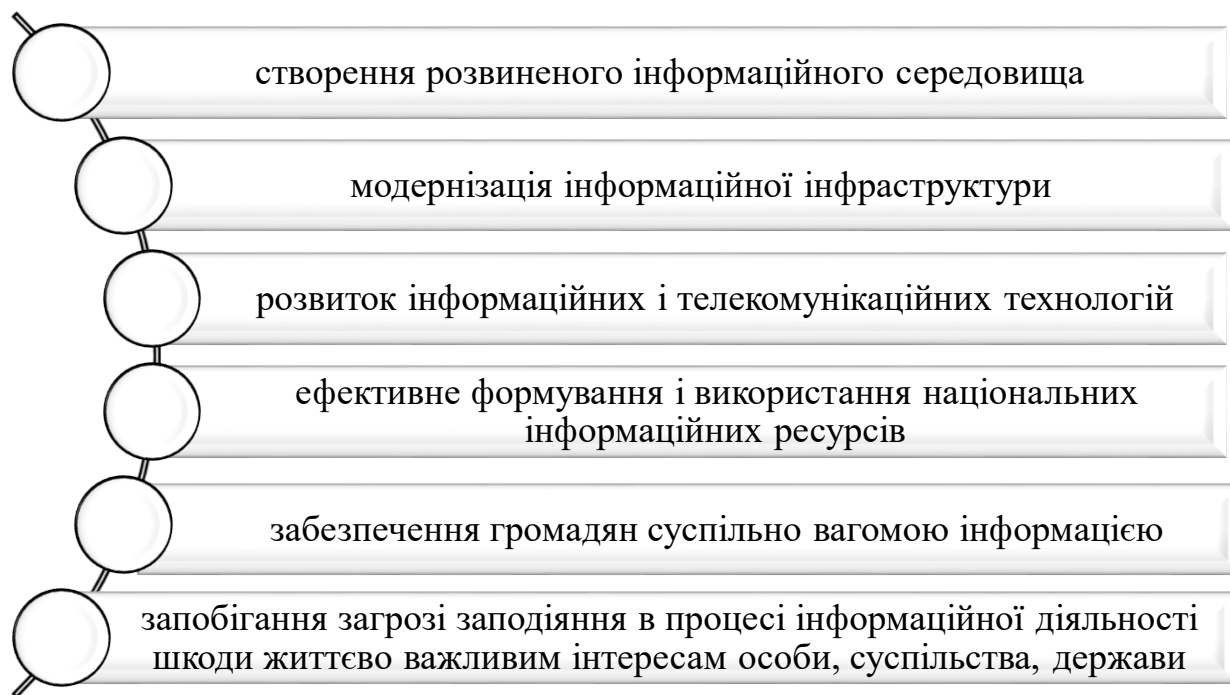 створення розвиненого інформаційного середовища
модернізація інформаційної інфраструктури
розвиток інформаційних і телекомунікаційних технологій
ефективне формування і використання національних
інформаційних ресурсів
забезпечення громадян суспільно вагомою інформацією
запобігання загрозі заподіяння в процесі інформаційної діяльності
шкоди життєво важливим інтересам особи, суспільства, держави